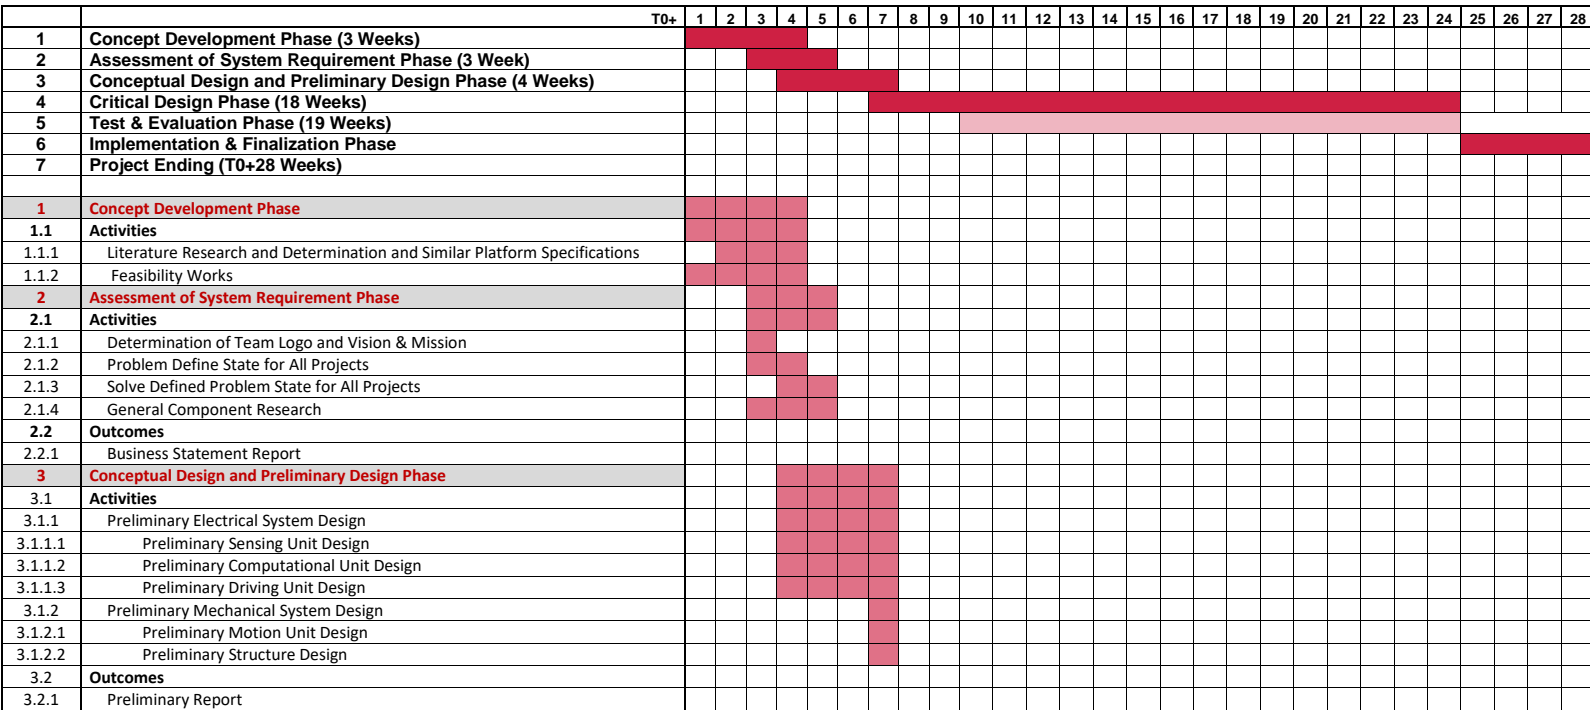 T0+ 1 2 3 4 5 6 7 8 9 10 11 12 13 14 15 16 17 18 19 20 21 22 23 24 25 26 27 28
1 Concept Development Phase (3 Weeks)
2 Assessment of System Requirement Phase (3 Week)
3 Conceptual Design and Preliminary Design Phase (4 Weeks)
4 Critical Design Phase (18 Weeks)
5 Test & Evaluation Phase (19 Weeks)
6 Implementation & Finalization Phase
7 Project Ending (T0+28 Weeks)
1 Concept Development Phase
1.1 Activities
1.1.1 Literature Research and Determination and Similar Platform Specifications
1.1.2 Feasibility Works
2 Assessment of System Requirement Phase
2.1 Activities
2.1.1 Determination of Team Logo and Vision & Mission
2.1.2 Problem Define State for All Projects
2.1.3 Solve Defined Problem State for All Projects
2.1.4 General Component Research
2.2 Outcomes
2.2.1 Business Statement Report
3 Conceptual Design and Preliminary Design Phase
3.1 Activities
3.1.1 Preliminary Electrical System Design
3.1.1.1 Preliminary Sensing Unit Design
3.1.1.2 Preliminary Computational Unit Design
3.1.1.3 Preliminary Driving Unit Design
3.1.2 Preliminary Mechanical System Design
3.1.2.1 Preliminary Motion Unit Design
3.1.2.2 Preliminary Structure Design
3.2 Outcomes
3.2.1 Preliminary Report